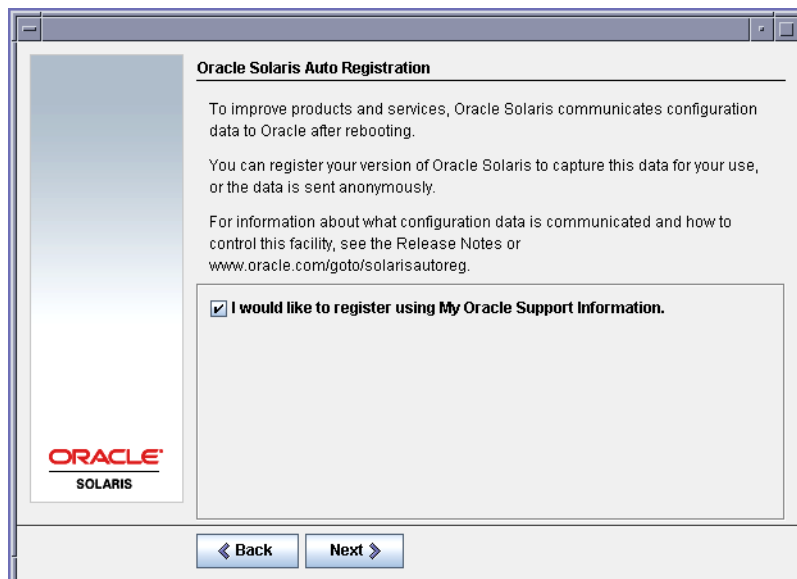 Oracle Solaris Auto Registration
To improve products and services, Oracle Solaris communicates configuration
data to Oracle after rebooting.
You can register your version of Oracle Solaris to capture this data for your use,
or the data is sent anonymously.
For information about what configuration data is communicated and how to
control this facility, see the Release Notes or
www.oracle.com/goto/solarisautoreg.
I would like to register using My Oracle Support Information.
ORACLE
SOLARIS
Back
Next